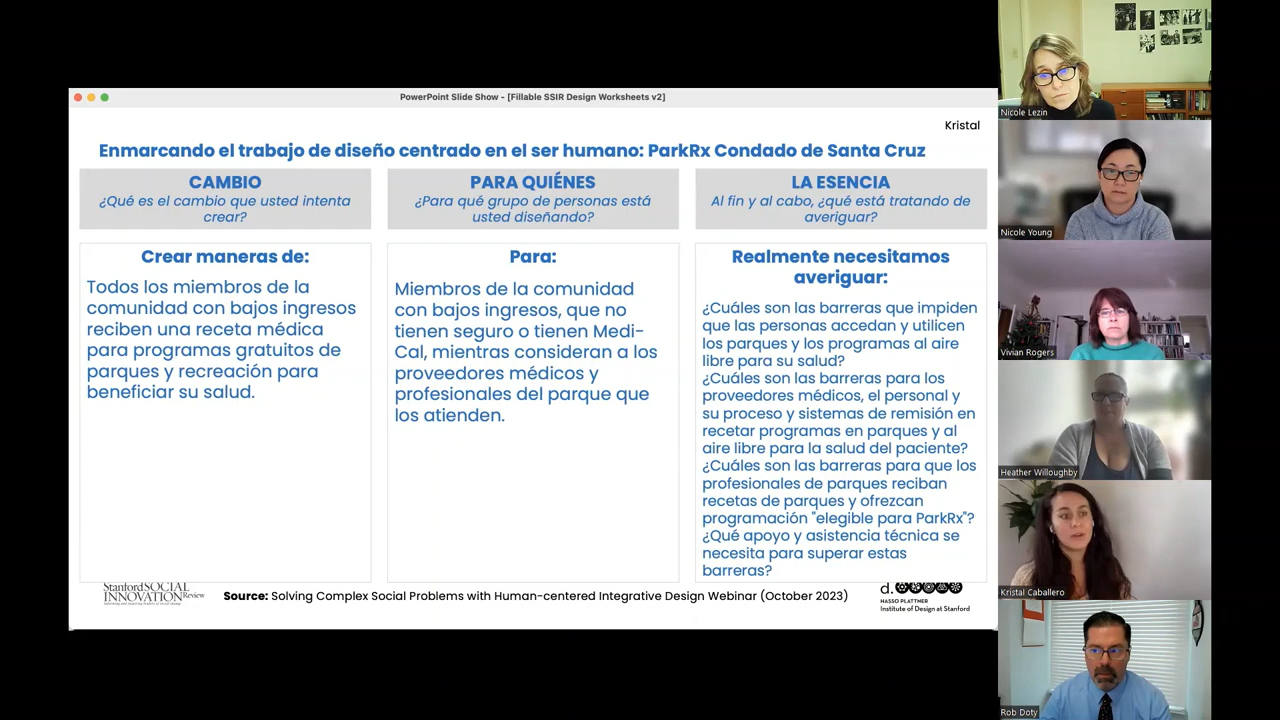 PowerPoint Slide Show - [Fillable SSIR Design Worksheets v2]
Kristal
Enmarcando el trabajo de diseño centrado en el ser humano: ParkRx Condado de Santa Cruz
CAMBIO
¿Qué es el cambio que usted intenta
crear?
PARA QUIÉNES
¿Para qué grupo de personas está
usted diseñando?
LA ESENCIA
Al fin y al cabo, ¿qué está tratando de
averiguar?
Crear maneras de:
Todos los miembros de la
comunidad con bajos ingresos
reciben una receta médica
para programas gratuitos de
parques y recreación para
beneficiar su salud.
Para:
Miembros de la comunidad
con bajos ingresos, que no
tienen seguro o tienen Medi-
Cal, mientras consideran a los
proveedores médicos y
profesionales del parque que
los atienden.
Realmente necesitamos
averiguar:
¿Cuáles son las barreras que impiden
que las personas accedan y utilicen
los parques y los programas al aire
libre para su salud?
¿Cuáles son las barreras para los
proveedores médicos, el personal y
su proceso y sistemas de remisión en
recetar programas en parques y al
aire libre para la salud del paciente?
¿Cuáles son las barreras para que los
profesionales de parques reciban
recetas de parques y ofrezcan
programación "elegible para ParkRx"?
¿Qué apoyo y asistencia técnica se
necesita para superar estas
barreras?
Stanford SOCIAL
INNOVATION Review
Source: Solving Complex Social Problems with Human-centered Integrative Design Webinar (October 2023)
d.
HASSO PLATTNER
Institute of Design at Stanford
Nicole Lezin
Nicole Young
Vivian Rogers
Heather Willoughby
Kristal Caballero
Rob Doty